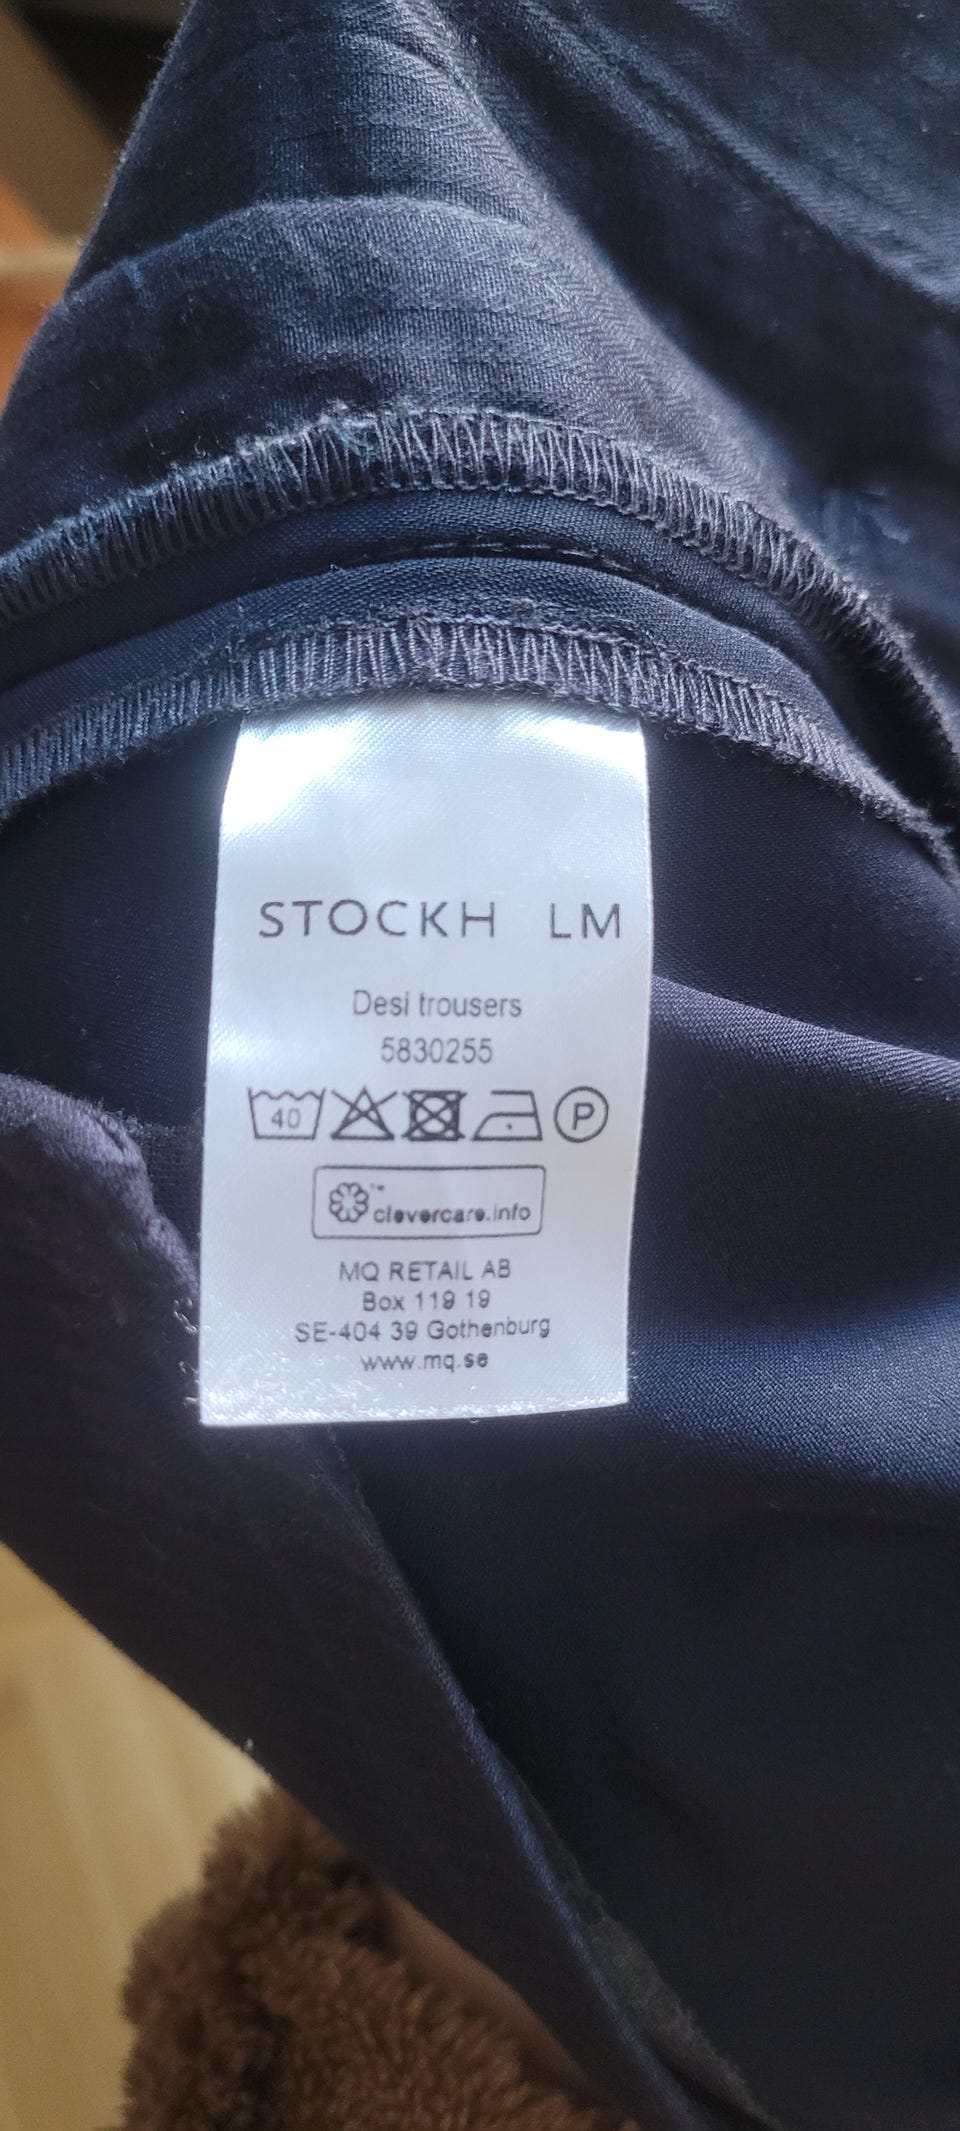 STOCKH LM
Desi trousers
5830255
40 P
clevercare.info
MQ RETAIL AB
Box 119 19
SE-404 39 Gothenburg
www.mq.se